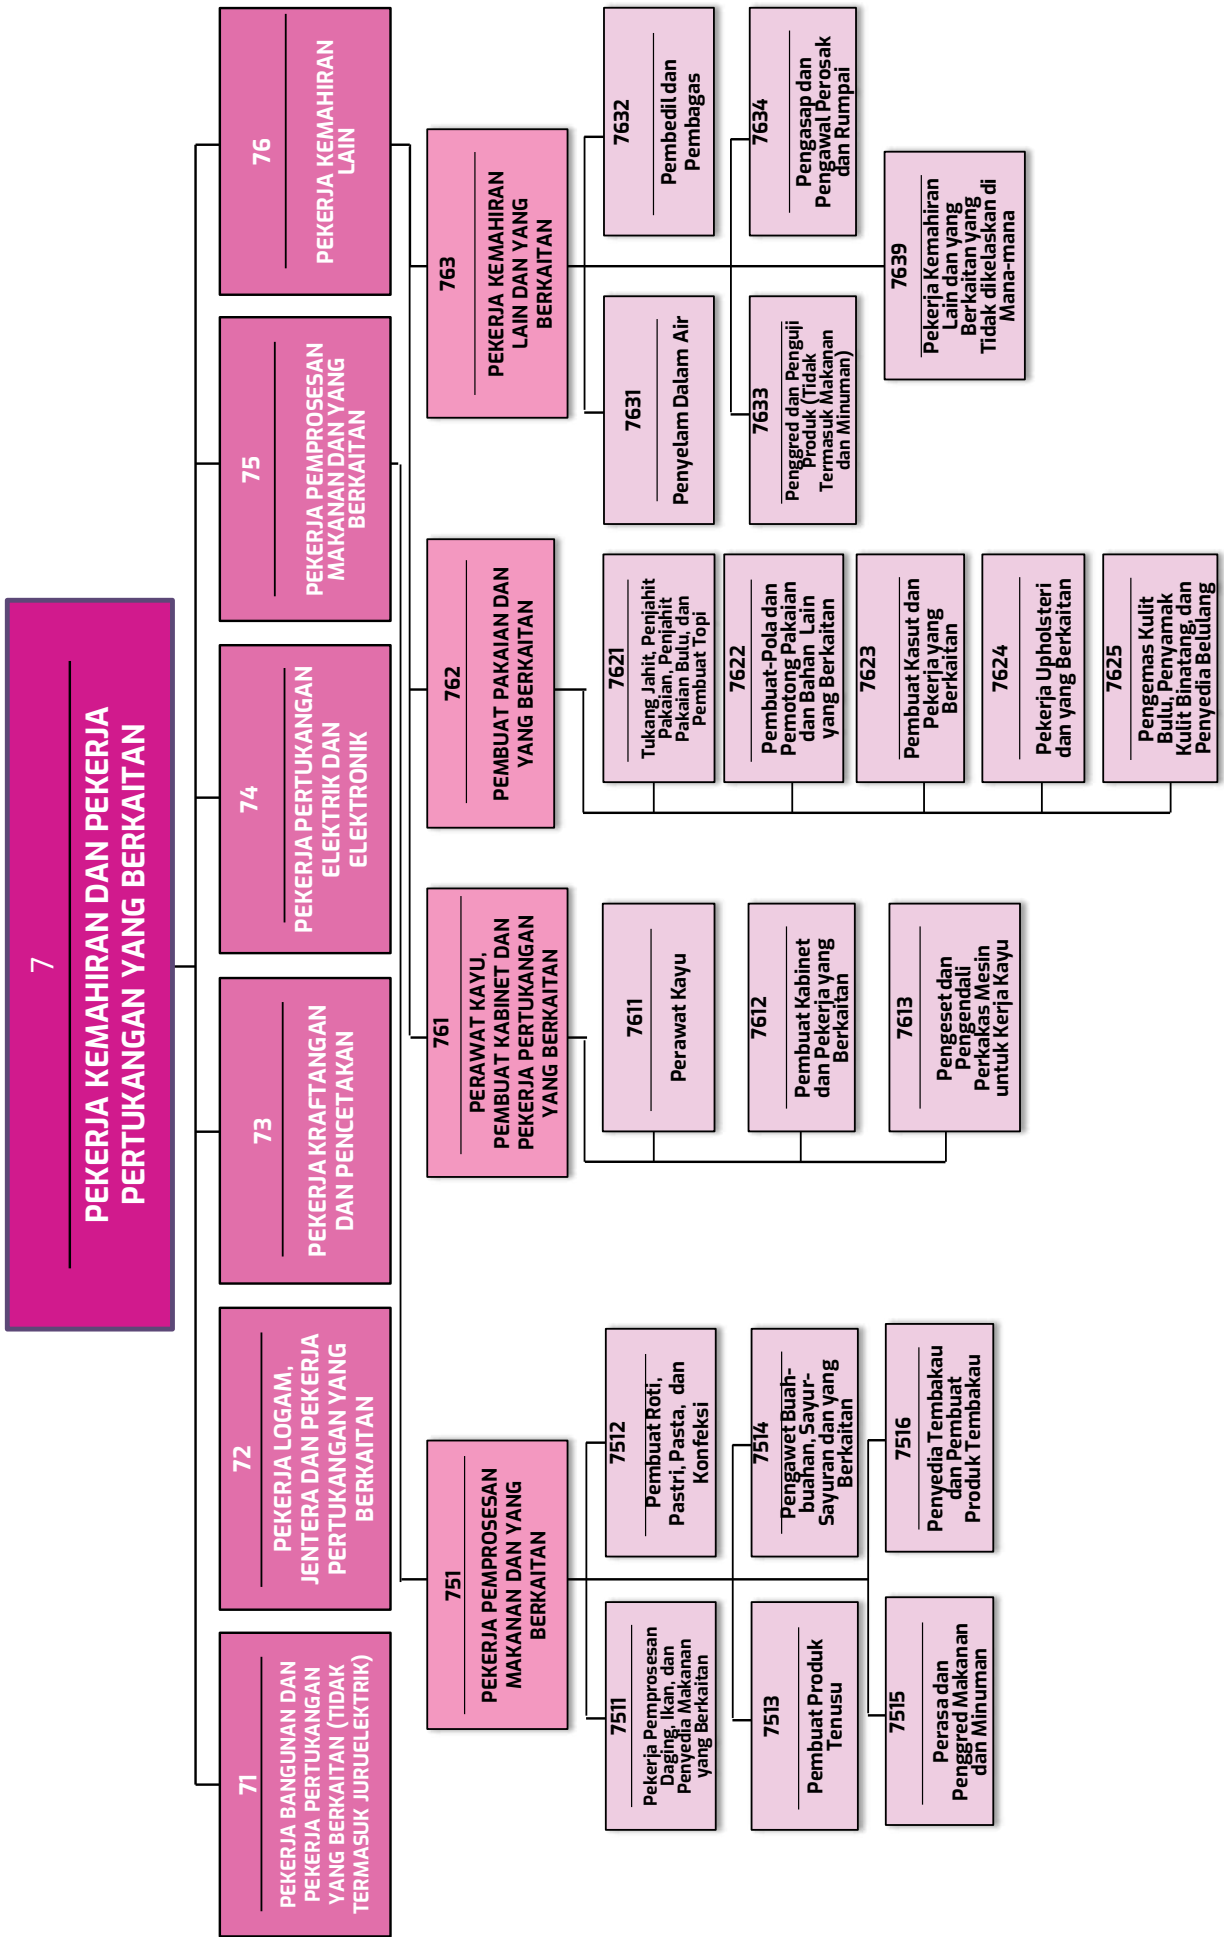 7
PEKERJA KEMAHIRAN DAN PEKERJA
PERTUKANGAN YANG BERKAITAN
71
PEKERJA BANGUNAN DAN
PEKERJA PERTUKANGAN
YANG BERKAITAN (TIDAK
TERMASUK JURUELEKTRIK)
72
PEKERJA LOGAM,
JENTERA DAN PEKERJA
PERTUKANGAN YANG
BERKAITAN
73
PEKERJA KRAFTANGAN
DAN PENCETAKAN
74
PEKERJA PERTUKANGAN
ELEKTRIK DAN
ELEKTRONIK
75
PEKERJA PEMPROSESAN
MAKANAN DAN YANG
BERKAITAN
76
PEKERJA KEMAHIRAN
LAIN
751
PEKERJA PEMPROSESAN
MAKANAN DAN YANG
BERKAITAN
761
PERAWAT KAYU,
PEMBUAT KABINET DAN
PEKERJA PERTUKANGAN
YANG BERKAITAN
762
PEMBUAT PAKAIAN DAN
YANG BERKAITAN
763
PEKERJA KEMAHIRAN
LAIN DAN YANG
BERKAITAN
7511
Pekerja Pemprosesan
Daging, Ikan, dan
Penyedia Makanan
yang Berkaitan
7512
Pembuat Roti,
Pastri, Pasta, dan
Konfeksi
7513
Pembuat Produk
Tenusu
7514
Pengawet Buah-
buahan, Sayur-
Sayuran dan yang
Berkaitan
7515
Perasa dan
Penggred Makanan
dan Minuman
7516
Penyedia Tembakau
dan Pembuat
Produk Tembakau
7611
Perawat Kayu
7612
Pembuat Kabinet
dan Pekerja yang
Berkaitan
7613
Pengeset dan
Pengendali
Perkakas Mesin
untuk Kerja Kayu
7621
Tukang Jahit, Penjahit
Pakaian, Penjahit
Pakaian Bulu, dan
Pembuat Topi
7622
Pembuat-Pola dan
Pemotong Pakaian
dan Bahan Lain
yang Berkaitan
7623
Pembuat Kasut dan
Pekerja yang
Berkaitan
7624
Pekerja Upholsteri
dan yang Berkaitan
7625
Pengemas Kulit
Bulu, Penyamak
Kulit Binatang, dan
Penyedia Belulang
7631
Penyelam Dalam Air
7632
Pembedil dan
Pembagas
7633
Penggred dan Penguji
Produk (Tidak
Termasuk Makanan
dan Minuman)
7634
Pengasap dan
Pengawal Perosak
dan Rumpai
7639
Pekerja Kemahiran
Lain dan yang
Berkaitan yang
Tidak dikelaskan di
Mana-mana